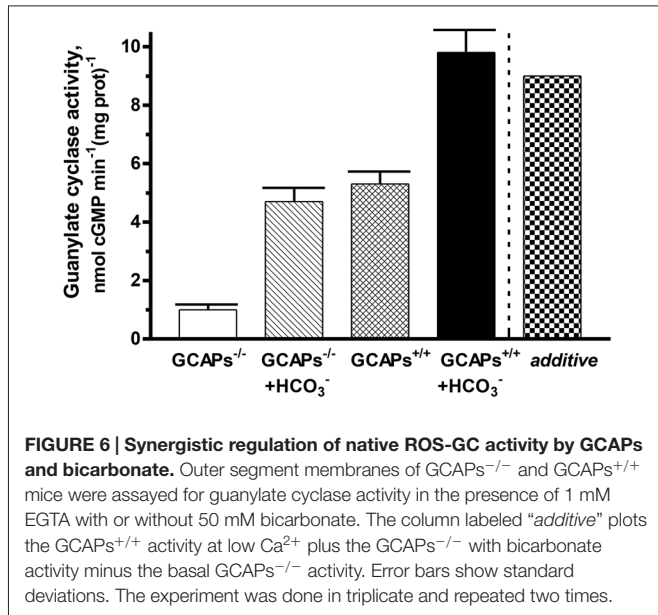 Guanylate cyclase activity,
nmol cGMP min⁻¹(mg prot)⁻¹
10
8
6
4
2
0
GCAPs⁻/⁻
GCAPs⁻/⁻
+HCO₃⁻
GCAPs⁺/⁺
GCAPs⁺/⁺
+HCO₃⁻
additive
FIGURE 6 | Synergistic regulation of native ROS-GC activity by GCAPs
and bicarbonate. Outer segment membranes of GCAPs⁻/⁻ and GCAPs⁺/⁺
mice were assayed for guanylate cyclase activity in the presence of 1 mM
EGTA with or without 50 mM bicarbonate. The column labeled “additive” plots
the GCAPs⁺/⁺ activity at low Ca²⁺ plus the GCAPs⁻/⁻ with bicarbonate
activity minus the basal GCAPs⁻/⁻ activity. Error bars show standard
deviations. The experiment was done in triplicate and repeated two times.